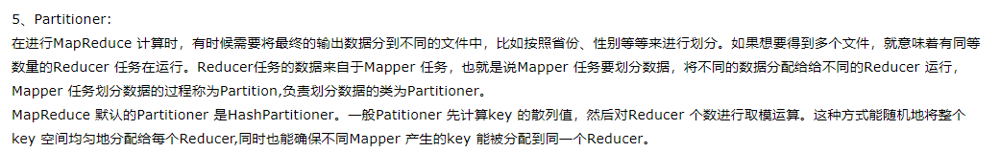 5、Partitioner:
在进行MapReduce 计算时，有时候需要将最终的输出数据分到不同的文件中，比如按照省份、性别等等来进行划分。如果想要得到多个文件，就意味着有同等
数量的Reducer 任务在运行。Reducer任务的数据来自于Mapper 任务，也就是说Mapper 任务要划分数据，将不同的数据分配给给不同的Reducer 运行，
Mapper 任务划分数据的过程称为Partition,负责划分数据的类为Partitioner。
MapReduce 默认的Partitioner 是HashPartitioner。一般Patitioner 先计算key 的散列值，然后对Reducer 个数进行取模运算。这种方式能随机地将整个
key 空间均匀地分配给每个Reducer,同时也能确保不同Mapper 产生的key 能被分配到同一个Reducer。